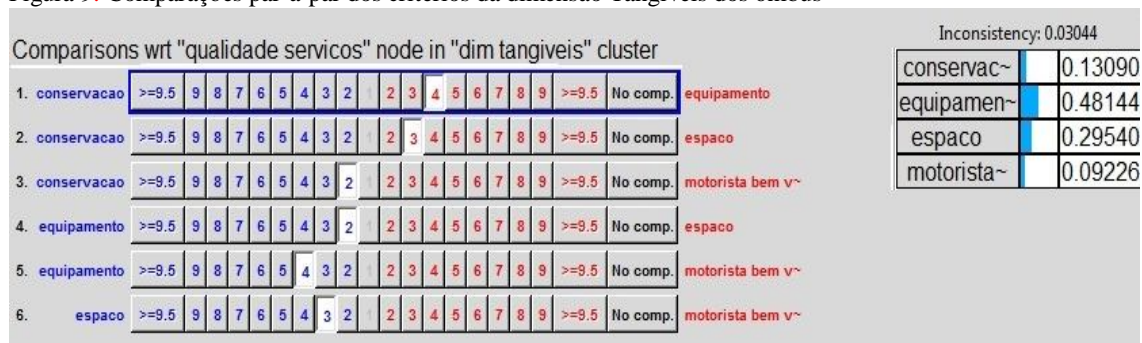 Figura 9. Comparações par a par dos critérios da dimensão Tangíveis dos ônibus
Comparisons wrt "qualidade servicos" node in "dim tangiveis" cluster
1. conservacao >=9.5 9 8 7 6 5 4 3 2 1 2 3 4 5 6 7 8 9 >=9.5 No comp. equipamento
2. conservacao >=9.5 9 8 7 6 5 4 3 2 1 2 3 4 5 6 7 8 9 >=9.5 No comp. espaco
3. conservacao >=9.5 9 8 7 6 5 4 3 2 1 2 3 4 5 6 7 8 9 >=9.5 No comp. motorista bem v~
4. equipamento >=9.5 9 8 7 6 5 4 3 2 1 2 3 4 5 6 7 8 9 >=9.5 No comp. espaco
5. equipamento >=9.5 9 8 7 6 5 4 3 2 1 2 3 4 5 6 7 8 9 >=9.5 No comp. motorista bem v~
6. espaco >=9.5 9 8 7 6 5 4 3 2 1 2 3 4 5 6 7 8 9 >=9.5 No comp. motorista bem v~
Inconsistency: 0.03044
conservac~ 0.13090
equipamen~ 0.48144
espaco 0.29540
motorista~ 0.09226